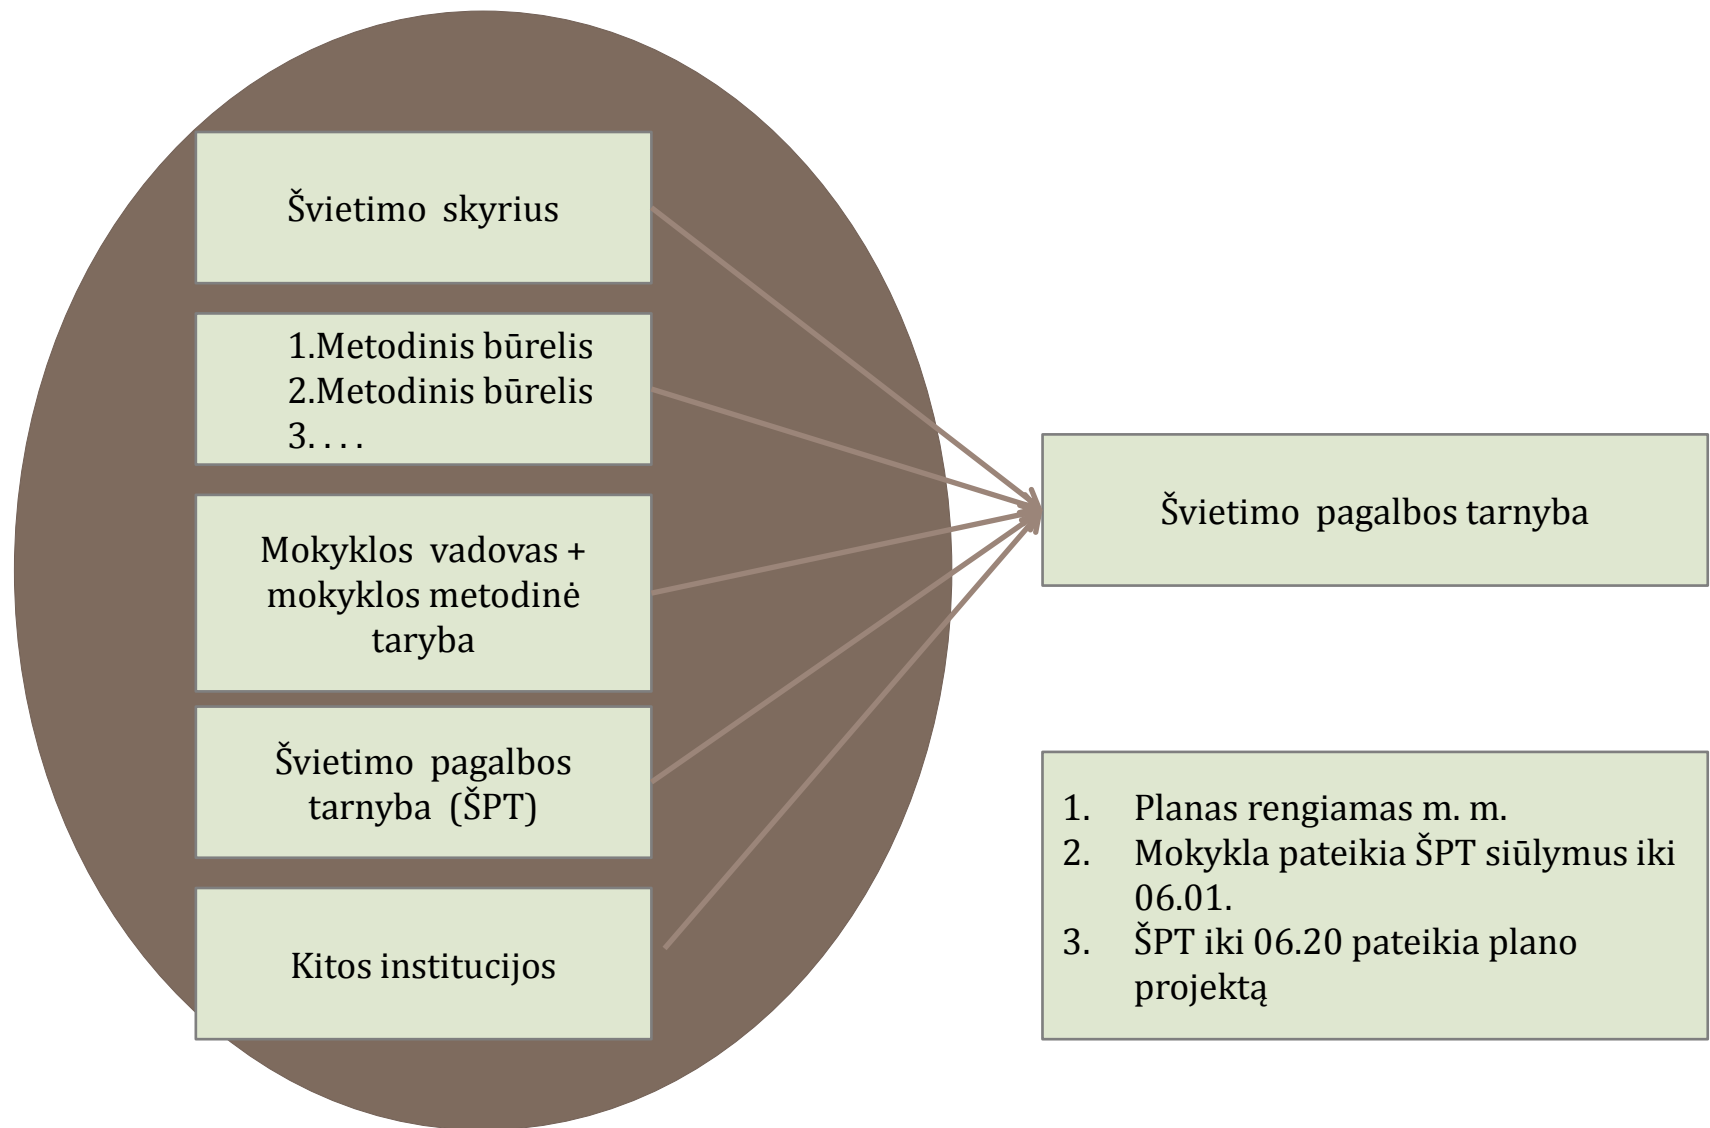 Švietimo skyrius
1.Metodinis būrelis
2.Metodinis būrelis
3. . . .
Mokyklos vadovas +
mokyklos metodinė
taryba
Švietimo pagalbos
tarnyba (ŠPT)
Kitos institucijos
Švietimo pagalbos tarnyba
1. Planas rengiamas m. m.
2. Mokykla pateikia ŠPT siūlymus iki
06.01.
3. ŠPT iki 06.20 pateikia plano
projektą